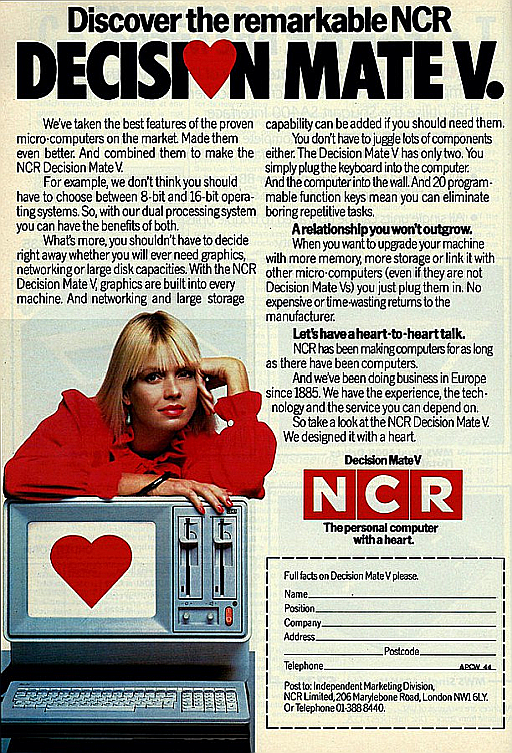 Discover the remarkable NCR
DECISI♥N MATE V.
We've taken the best features of the proven
micro-computers on the market. Made them
even better. And combined them to make the
NCR Decision Mate V.
For example, we don't think you should
have to choose between 8-bit and 16-bit opera-
ting systems. So, with our dual processing system
you can have the benefits of both.
What's more, you shouldn't have to decide
right away whether you will ever need graphics,
networking or large disk capacities. With the NCR
Decision Mate V, graphics are built into every
machine. And networking and large storage
capability can be added if you should need them.
You don't have to juggle lots of components
either. The Decision Mate V has only two. You
simply plug the keyboard into the computer.
And the computer into the wall. And 20 program-
mable function keys mean you can eliminate
boring repetitive tasks.
A relationship you won't outgrow.
When you want to upgrade your machine
with more memory, more storage or link it with
other micro-computers (even if they are not
Decision Mate Vs) you just plug them in. No
expensive or time-wasting returns to the
manufacturer.
Let's have a heart-to-heart talk.
NCR has been making computers for as long
as there have been computers.
And we've been doing business in Europe
since 1885. We have the experience, the tech-
nology and the service you can depend on.
So take a look at the NCR Decision Mate V.
We designed it with a heart.
Decision Mate V
NCR
The personal computer
with a heart.
Full facts on Decision Mate V please.
Name
Position
Company
Address
Postcode
Telephone APCW 44
Post to: Independent Marketing Division,
NCR Limited, 206 Marylebone Road, London NW1 6LY.
Or Telephone 01-388 8440.